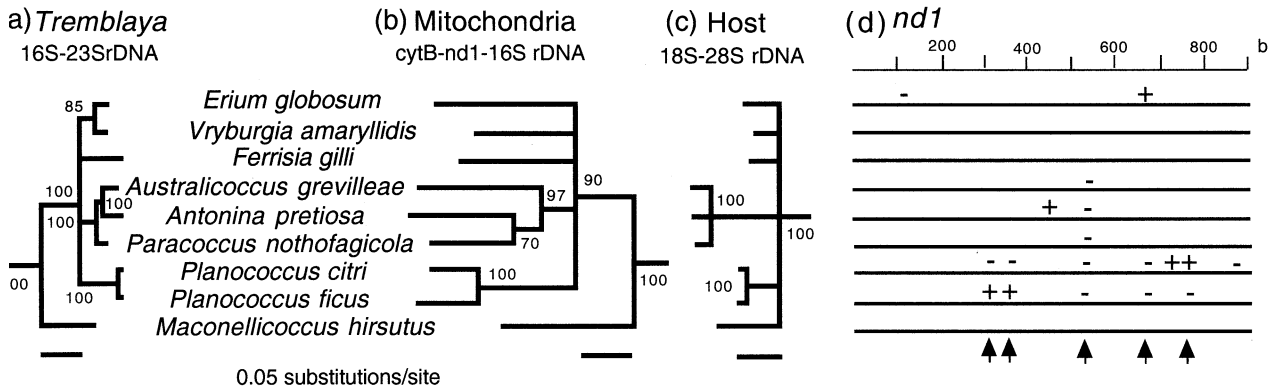 a) Tremblaya (b) Mitochondria (c) Host (d) nd1
16S-23SrDNA cytB-nd1-16S rDNA 18S-28S rDNA
200 400 600 800 b
85 Erium globosum - +
Vryburgia amaryllidis
Ferrisia gilli
100 100 Australicoccus grevilleae 97 90 100 -
100 Antonina pretiosa + -
Paracoccus nothofagicola 70 100 -
Planococcus citri 100 - - - - ++ -
00 100 Planococcus ficus 100 100 ++ - - -
Maconellicoccus hirsutus
0.05 substitutions/site